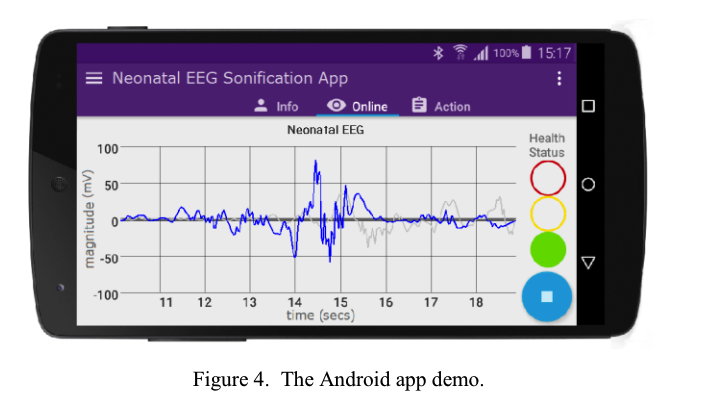 100% 15:17
Neonatal EEG Sonification App
Info Online Action
Neonatal EEG
Health
Status
magnitude (mV)
100
50
0
-50
-100
11 12 13 14 15 16 17 18
time (secs)
Figure 4. The Android app demo.